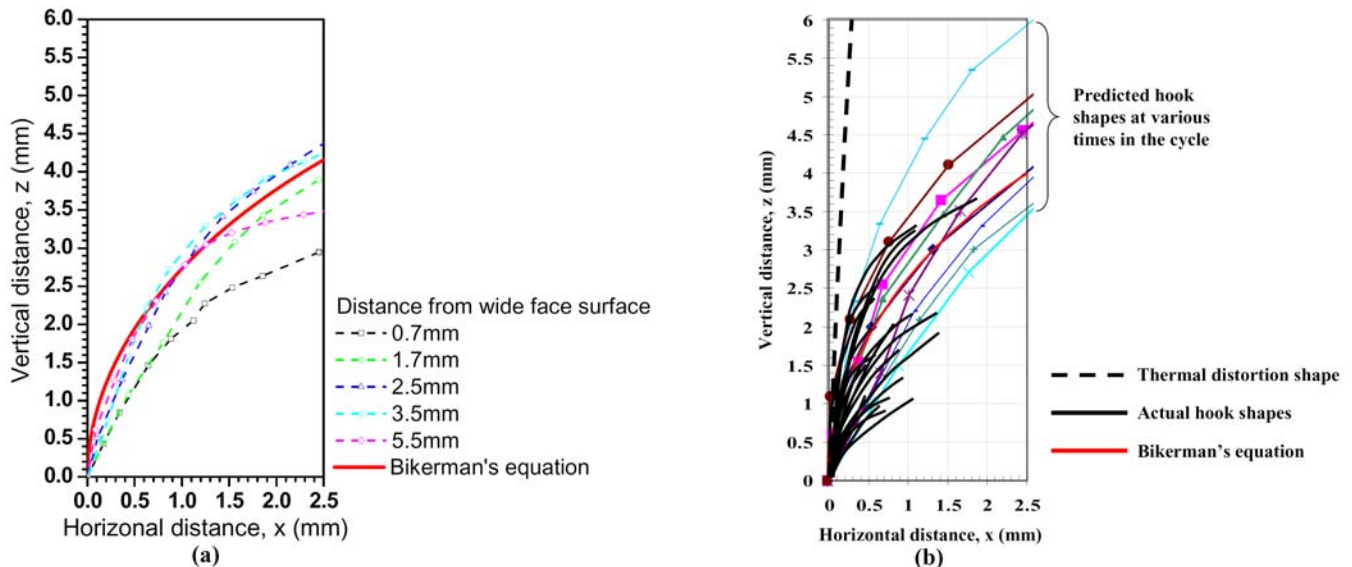 6.0
5.5
5.0
4.5
4.0
3.5
3.0
2.5
2.0
1.5
1.0
0.5
0.0
Vertical distance, z (mm)
0.0 0.5 1.0 1.5 2.0 2.5
Horizonal distance, x (mm)
(a)
Distance from wide face surface
0.7mm
1.7mm
2.5mm
3.5mm
5.5mm
Bikerman's equation
6
5.5
5
4.5
4
3.5
3
2.5
2
1.5
1
0.5
0
Vertical distance, z (mm)
0 0.5 1 1.5 2 2.5
Horizontal distance, x (mm)
(b)
Predicted hook
shapes at various
times in the cycle
Thermal distortion shape
Actual hook shapes
Bikerman's equation